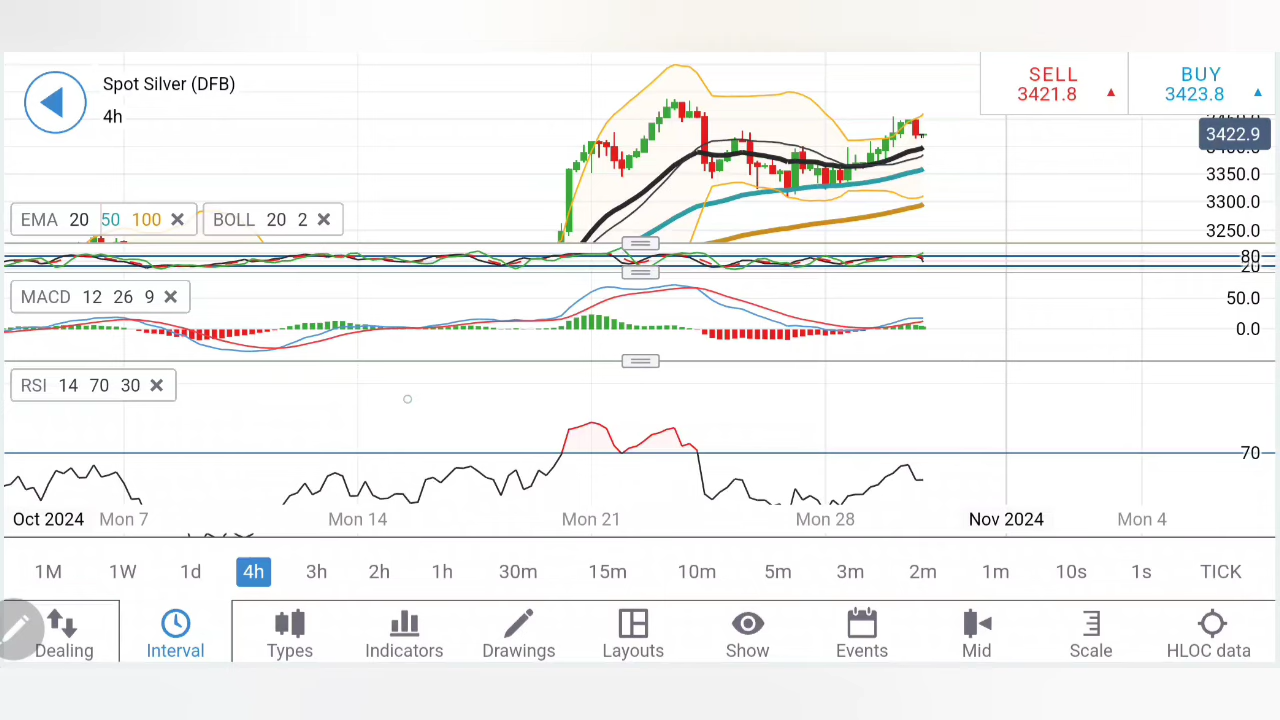 Spot Silver (DFB)
4h
SELL
3421.8
BUY
3423.8
3422.9
3350.0
3300.0
3250.0
EMA 20 50 100
BOLL 20 2
80
20
MACD 12 26 9
50.0
0.0
RSI 14 70 30
70
Oct 2024 Mon 7 Mon 14 Mon 21 Mon 28 Nov 2024 Mon 4
1M 1W 1d 4h 3h 2h 1h 30m 15m 10m 5m 3m 2m 1m 10s 1s TICK
Dealing Interval Types Indicators Drawings Layouts Show Events Mid Scale HLOC data